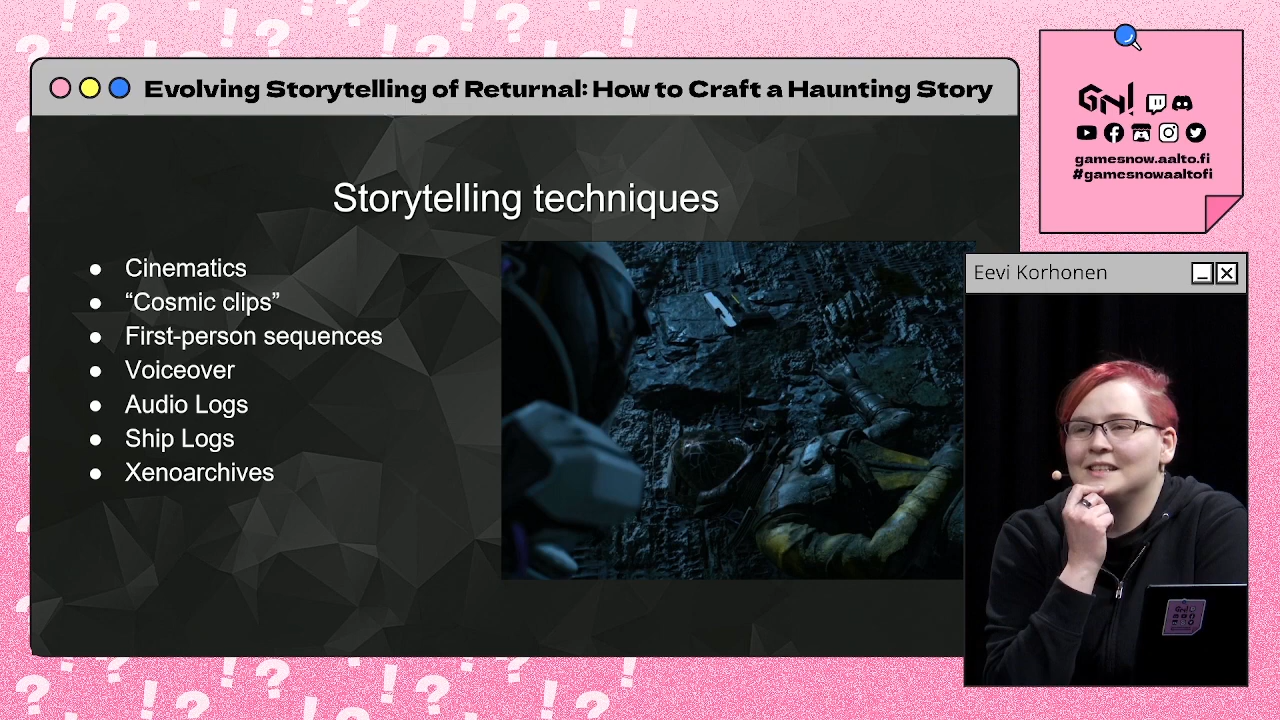 Evolving Storytelling of Returnal: How to Craft a Haunting Story
GN!
gamesnow.aalto.fi
#gamesnowaaltofi
Storytelling techniques
Cinematics
“Cosmic clips”
First-person sequences
Voiceover
Audio Logs
Ship Logs
Xenoarchives
Eevi Korhonen
GN!